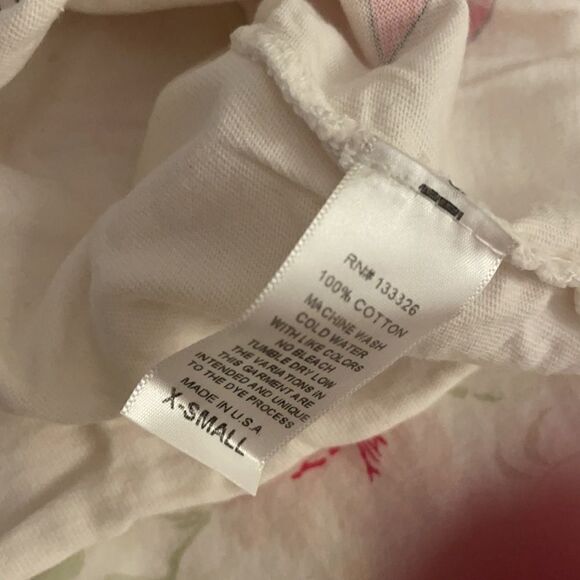 RN# 133326
100% COTTON
MACHINE WASH
COLD WATER
WITH LIKE COLORS
NO BLEACH
TUMBLE DRY LOW
THE VARIATIONS IN
THIS GARMENT ARE
INTENDED AND UNIQUE
TO THE DYE PROCESS
MADE IN U.S.A
X-SMALL